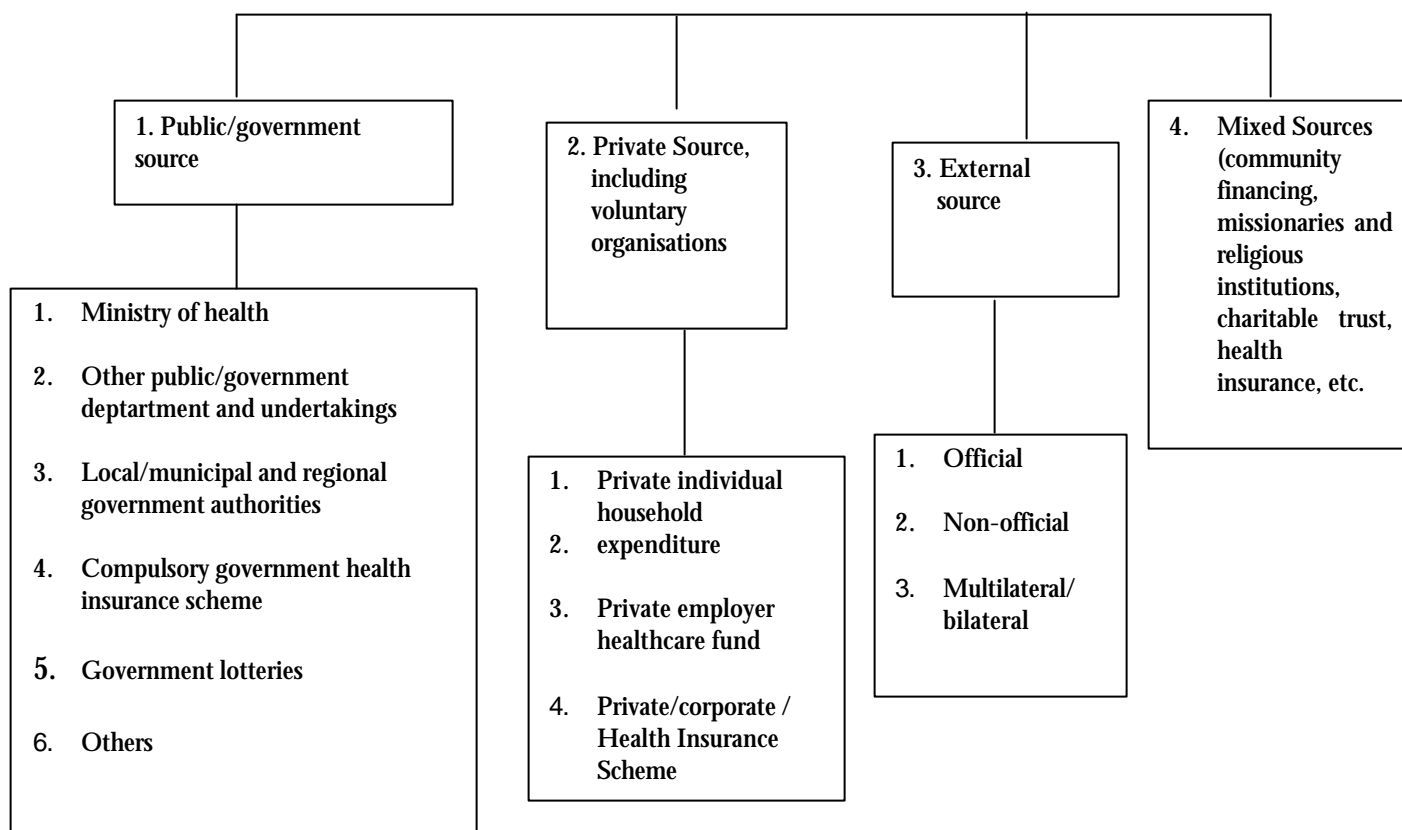 1. Public/government
source
1. Ministry of health
2. Other public/government
deptartment and undertakings
3. Local/municipal and regional
government authorities
4. Compulsory government health
insurance scheme
5. Government lotteries
6. Others
2. Private Source,
including
voluntary
organisations
1. Private individual
household
2. expenditure
3. Private employer
healthcare fund
4. Private/corporate /
Health Insurance
Scheme
3. External
source
1. Official
2. Non-official
3. Multilateral/
bilateral
4. Mixed Sources
(community
financing,
missionaries and
religious
institutions,
charitable trust,
health
insurance, etc.